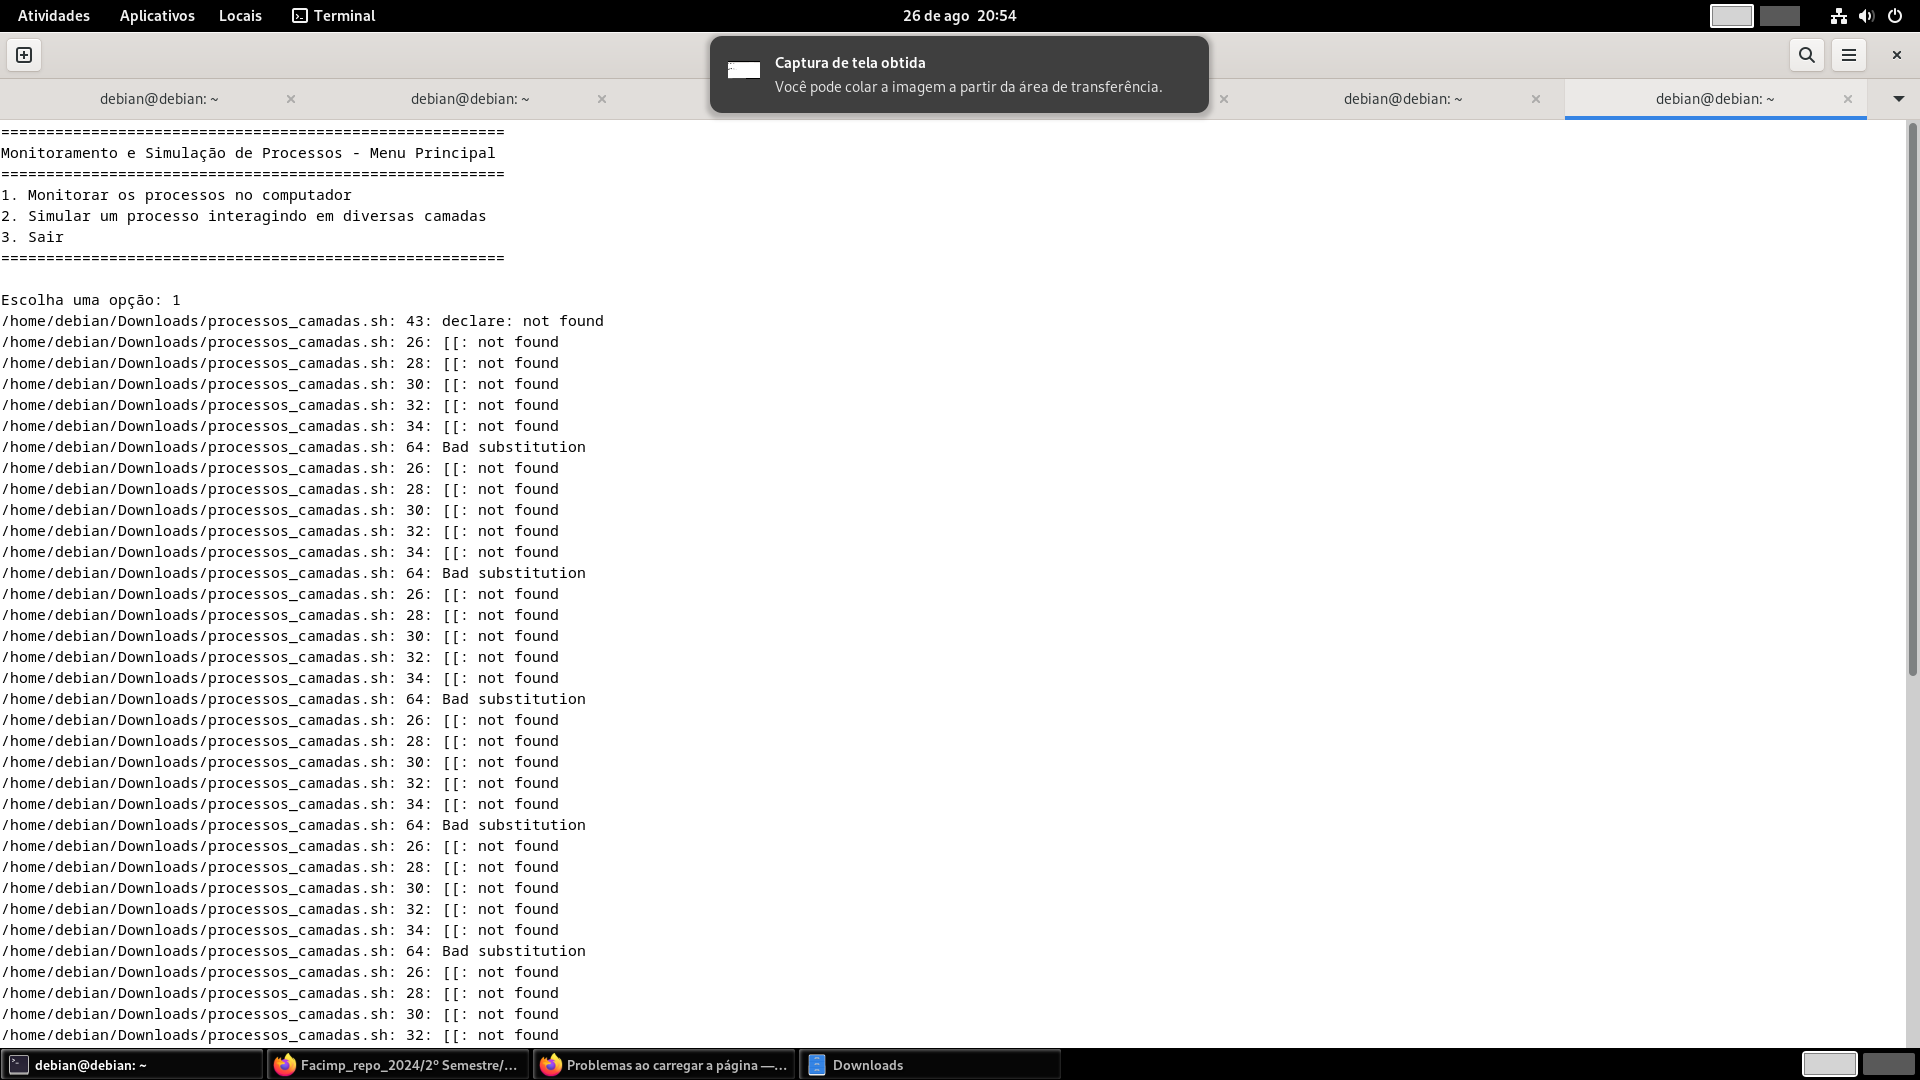 Atividades Aplicativos Locais Terminal 26 de ago 20:54
Captura de tela obtida
Você pode colar a imagem a partir da área de transferência.
debian@debian: ~ debian@debian: ~ debian@debian: ~ debian@debian: ~
========================================================
Monitoramento e Simulação de Processos - Menu Principal
========================================================
1. Monitorar os processos no computador
2. Simular um processo interagindo em diversas camadas
3. Sair
========================================================
Escolha uma opção: 1
/home/debian/Downloads/processos_camadas.sh: 43: declare: not found
/home/debian/Downloads/processos_camadas.sh: 26: [[: not found
/home/debian/Downloads/processos_camadas.sh: 28: [[: not found
/home/debian/Downloads/processos_camadas.sh: 30: [[: not found
/home/debian/Downloads/processos_camadas.sh: 32: [[: not found
/home/debian/Downloads/processos_camadas.sh: 34: [[: not found
/home/debian/Downloads/processos_camadas.sh: 64: Bad substitution
/home/debian/Downloads/processos_camadas.sh: 26: [[: not found
/home/debian/Downloads/processos_camadas.sh: 28: [[: not found
/home/debian/Downloads/processos_camadas.sh: 30: [[: not found
/home/debian/Downloads/processos_camadas.sh: 32: [[: not found
/home/debian/Downloads/processos_camadas.sh: 34: [[: not found
/home/debian/Downloads/processos_camadas.sh: 64: Bad substitution
/home/debian/Downloads/processos_camadas.sh: 26: [[: not found
/home/debian/Downloads/processos_camadas.sh: 28: [[: not found
/home/debian/Downloads/processos_camadas.sh: 30: [[: not found
/home/debian/Downloads/processos_camadas.sh: 32: [[: not found
/home/debian/Downloads/processos_camadas.sh: 34: [[: not found
/home/debian/Downloads/processos_camadas.sh: 64: Bad substitution
/home/debian/Downloads/processos_camadas.sh: 26: [[: not found
/home/debian/Downloads/processos_camadas.sh: 28: [[: not found
/home/debian/Downloads/processos_camadas.sh: 30: [[: not found
/home/debian/Downloads/processos_camadas.sh: 32: [[: not found
/home/debian/Downloads/processos_camadas.sh: 34: [[: not found
/home/debian/Downloads/processos_camadas.sh: 64: Bad substitution
/home/debian/Downloads/processos_camadas.sh: 26: [[: not found
/home/debian/Downloads/processos_camadas.sh: 28: [[: not found
/home/debian/Downloads/processos_camadas.sh: 30: [[: not found
/home/debian/Downloads/processos_camadas.sh: 32: [[: not found
/home/debian/Downloads/processos_camadas.sh: 34: [[: not found
/home/debian/Downloads/processos_camadas.sh: 64: Bad substitution
/home/debian/Downloads/processos_camadas.sh: 26: [[: not found
/home/debian/Downloads/processos_camadas.sh: 28: [[: not found
/home/debian/Downloads/processos_camadas.sh: 30: [[: not found
/home/debian/Downloads/processos_camadas.sh: 32: [[: not found
debian@debian: ~ Facimp_repo_2024/2º Semestre/... Problemas ao carregar a página —... Downloads